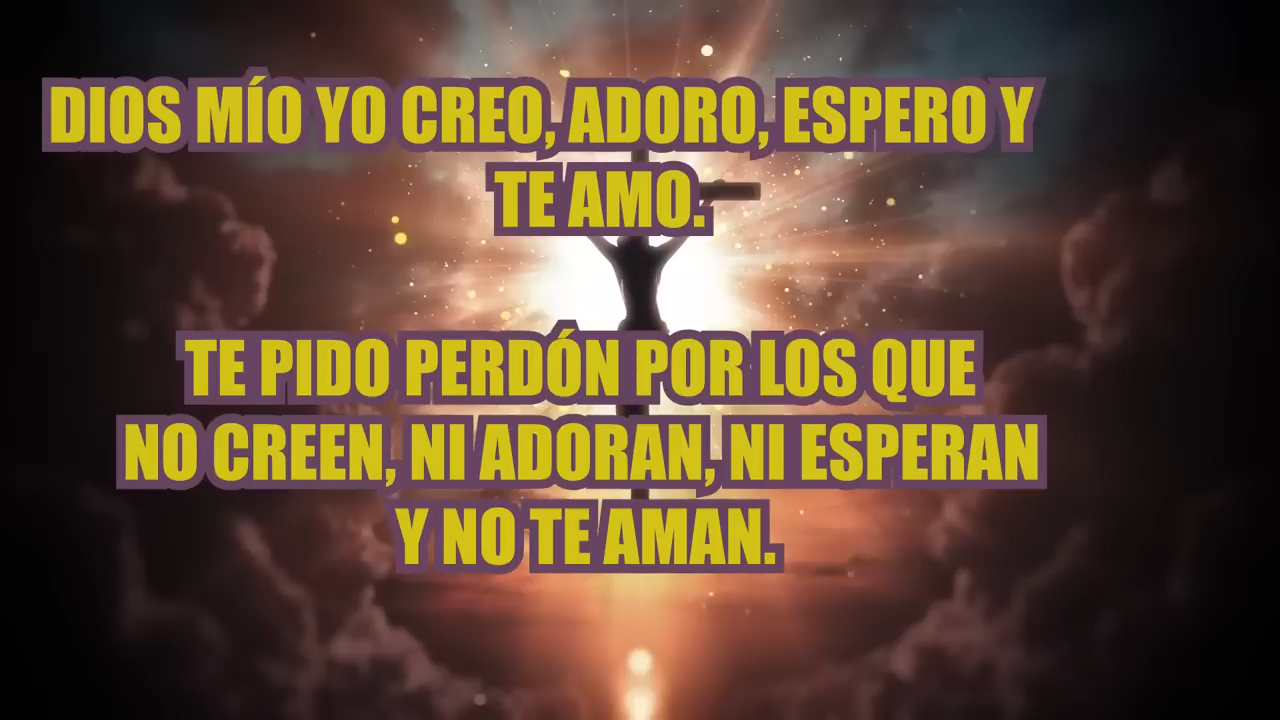 DIOS MÍO YO CREO, ADORO, ESPERO Y
TE AMO.
TE PIDO PERDÓN POR LOS QUE
NO CREEN, NI ADORAN, NI ESPERAN
Y NO TE AMAN.